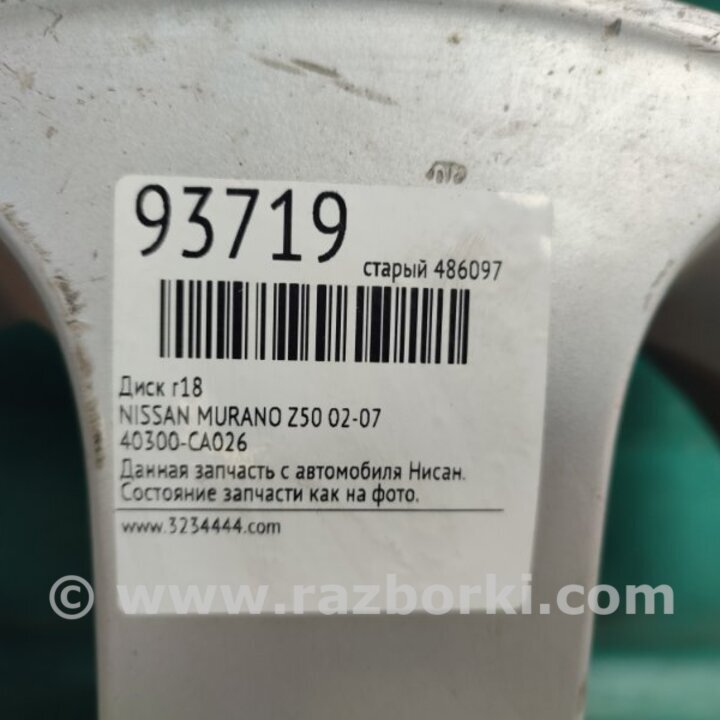 93719
старый 486097
Диск r18
NISSAN MURANO Z50 02-07
40300-CA026
Данная запчасть с автомобиля Нисан.
Состояние запчасти как на фото.
www.3234444.com
© www.razborki.com